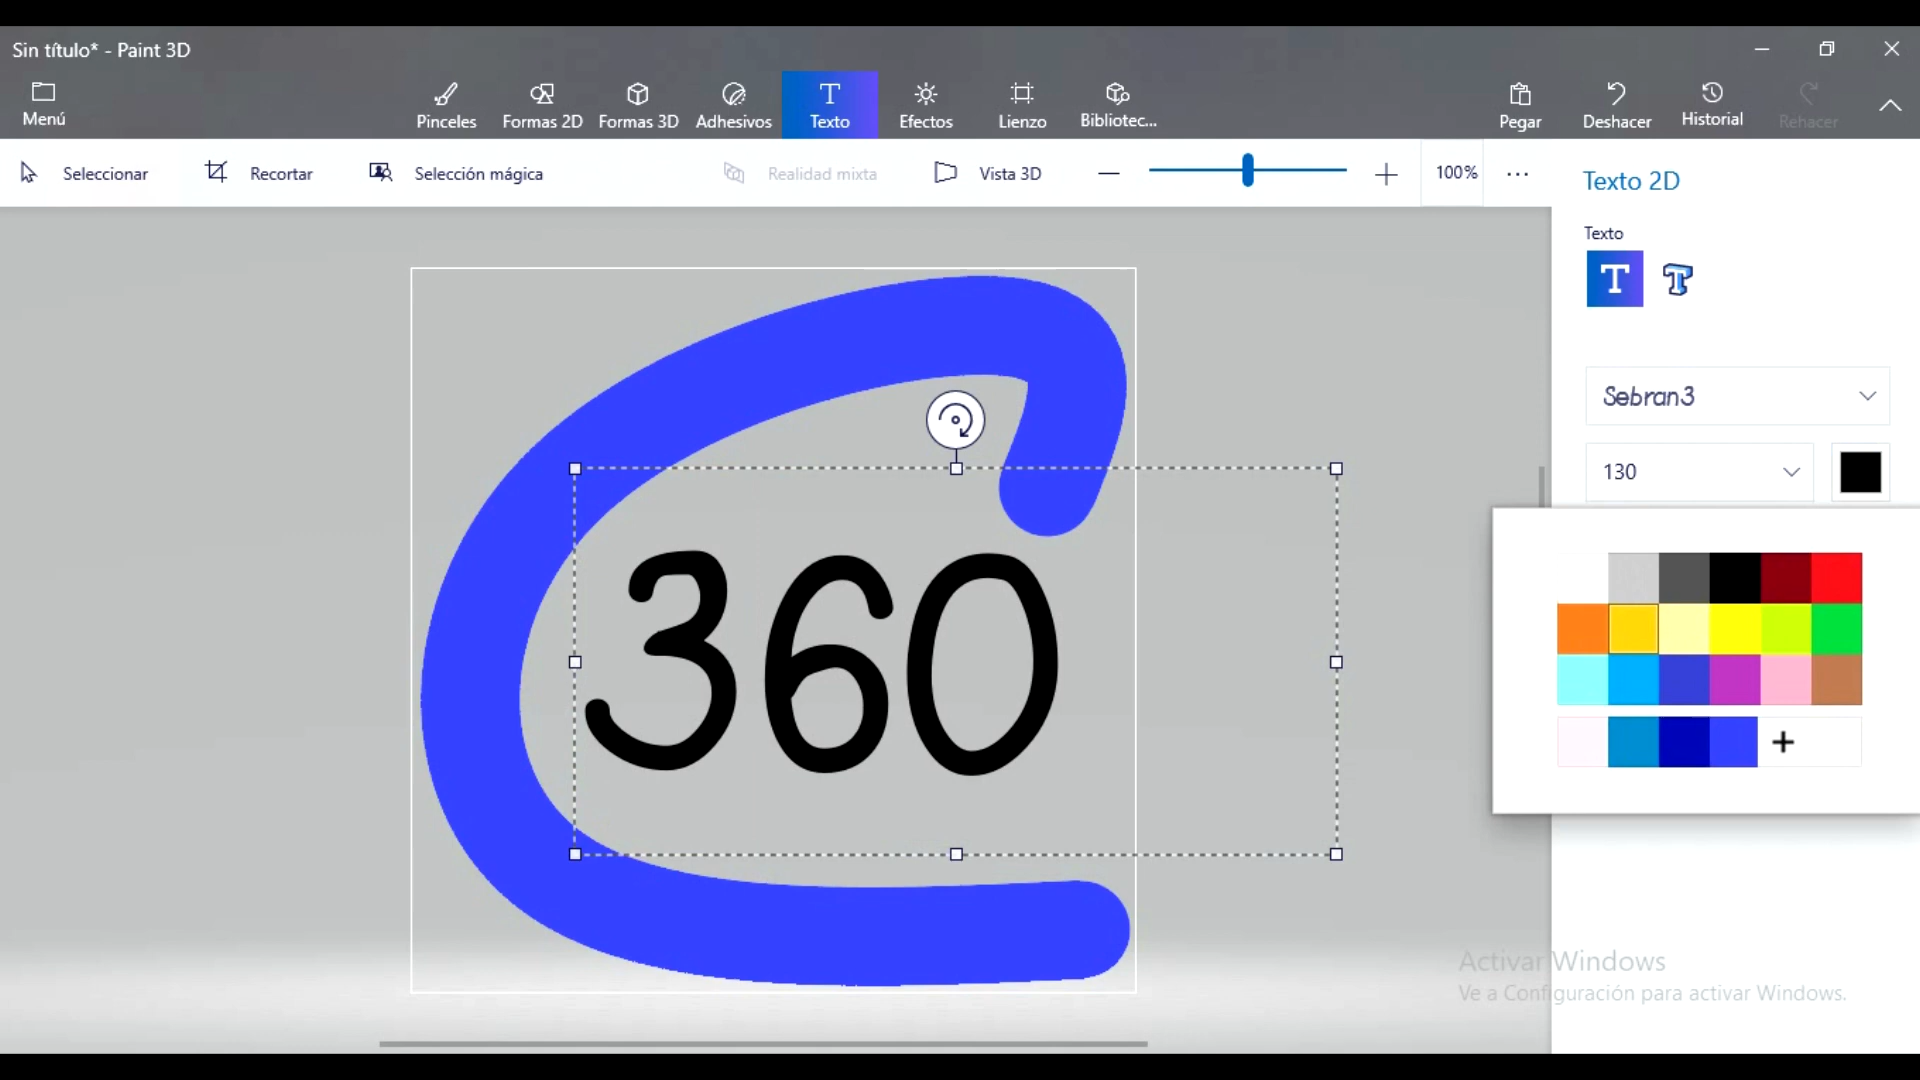 Sin título* - Paint 3D
Menú
Pinceles
Formas 2D
Formas 3D
Adhesivos
Texto
Efectos
Lienzo
Bibliotec...
Pegar
Deshacer
Historial
Rehacer
Seleccionar
Recortar
Selección mágica
Realidad mixta
Vista 3D
100%
Texto 2D
Texto
Sebran3
130
360
Activar Windows
Ve a Configuración para activar Windows.